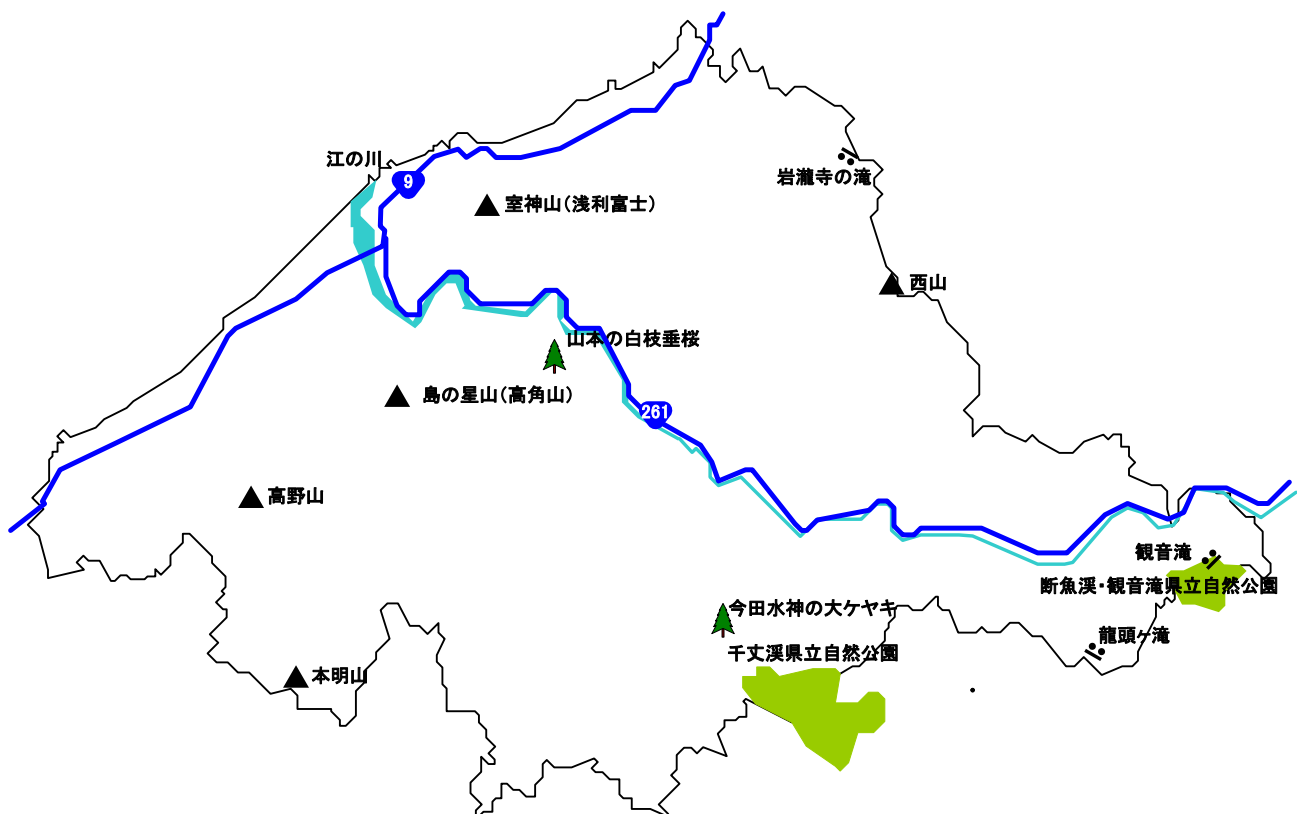 江の川
9
岩瀧寺の滝
室神山(浅利富士)
西山
山本の白枝垂桜
島の星山(高角山)
261
高野山
観音滝
断魚渓・観音滝県立自然公園
今田水神の大ケヤキ
龍頭ヶ滝
千丈渓県立自然公園
本明山